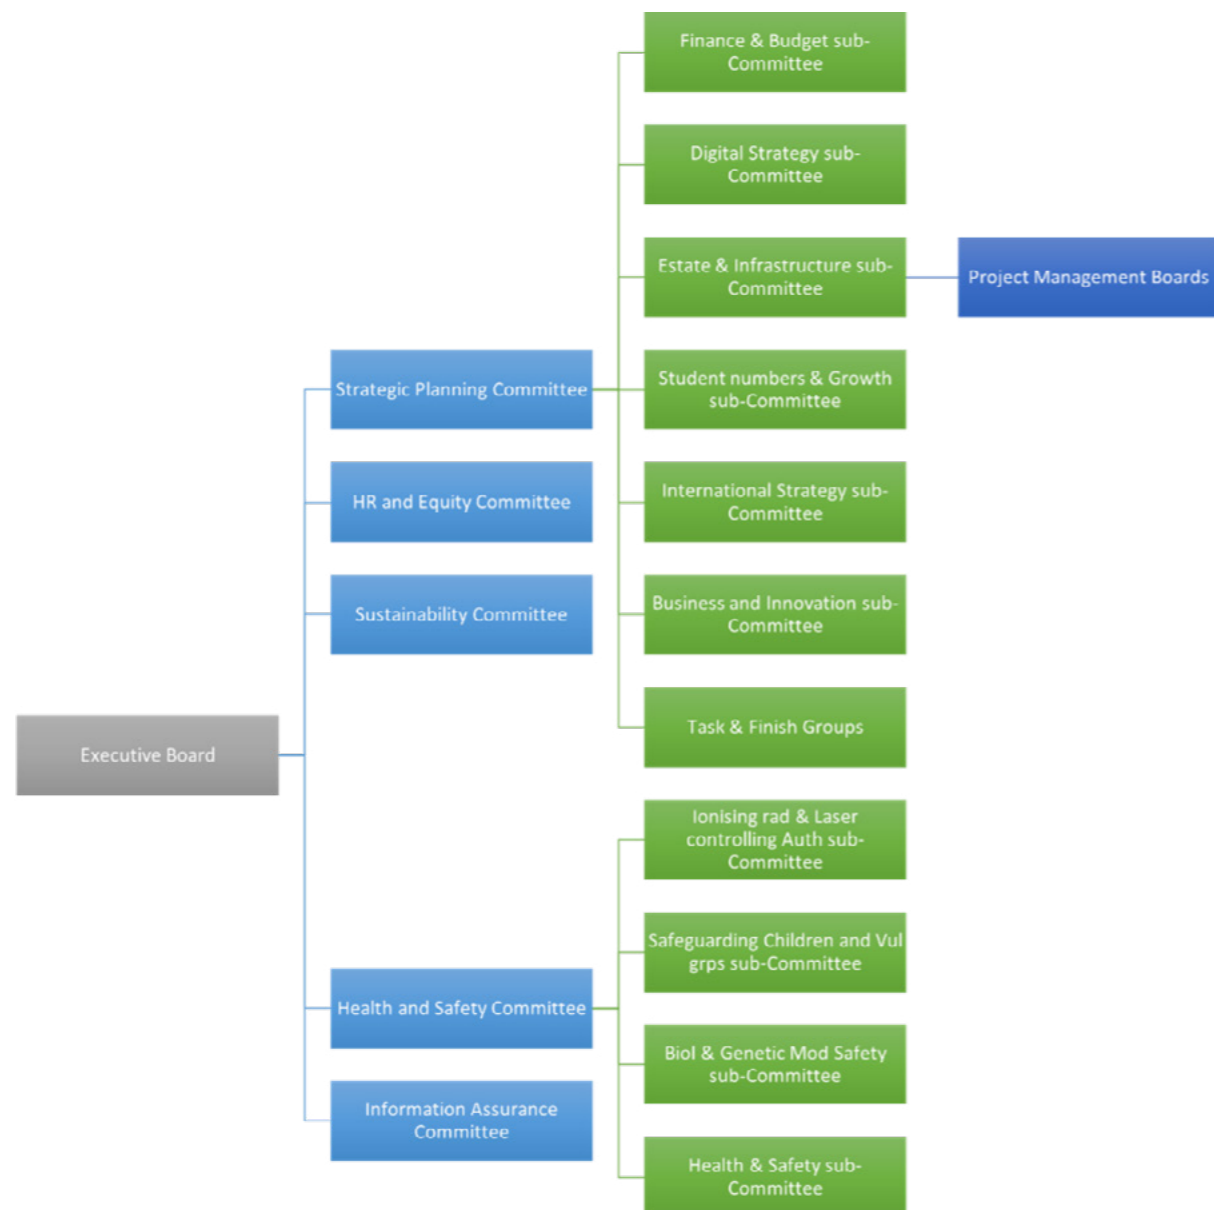 Finance & Budget sub-
Committee
Digital Strategy sub-
Committee
Estate & Infrastructure sub-
Committee
Project Management Boards
Strategic Planning Committee
Student numbers & Growth
sub-Committee
HR and Equity Committee
International Strategy sub-
Committee
Sustainability Committee
Business and Innovation sub-
Committee
Executive Board
Task & Finish Groups
Ionising rad & Laser
controlling Auth sub-
Committee
Safeguarding Children and Vul
grps sub-Committee
Health and Safety Committee
Biol & Genetic Mod Safety
sub-Committee
Information Assurance
Committee
Health & Safety sub-
Committee